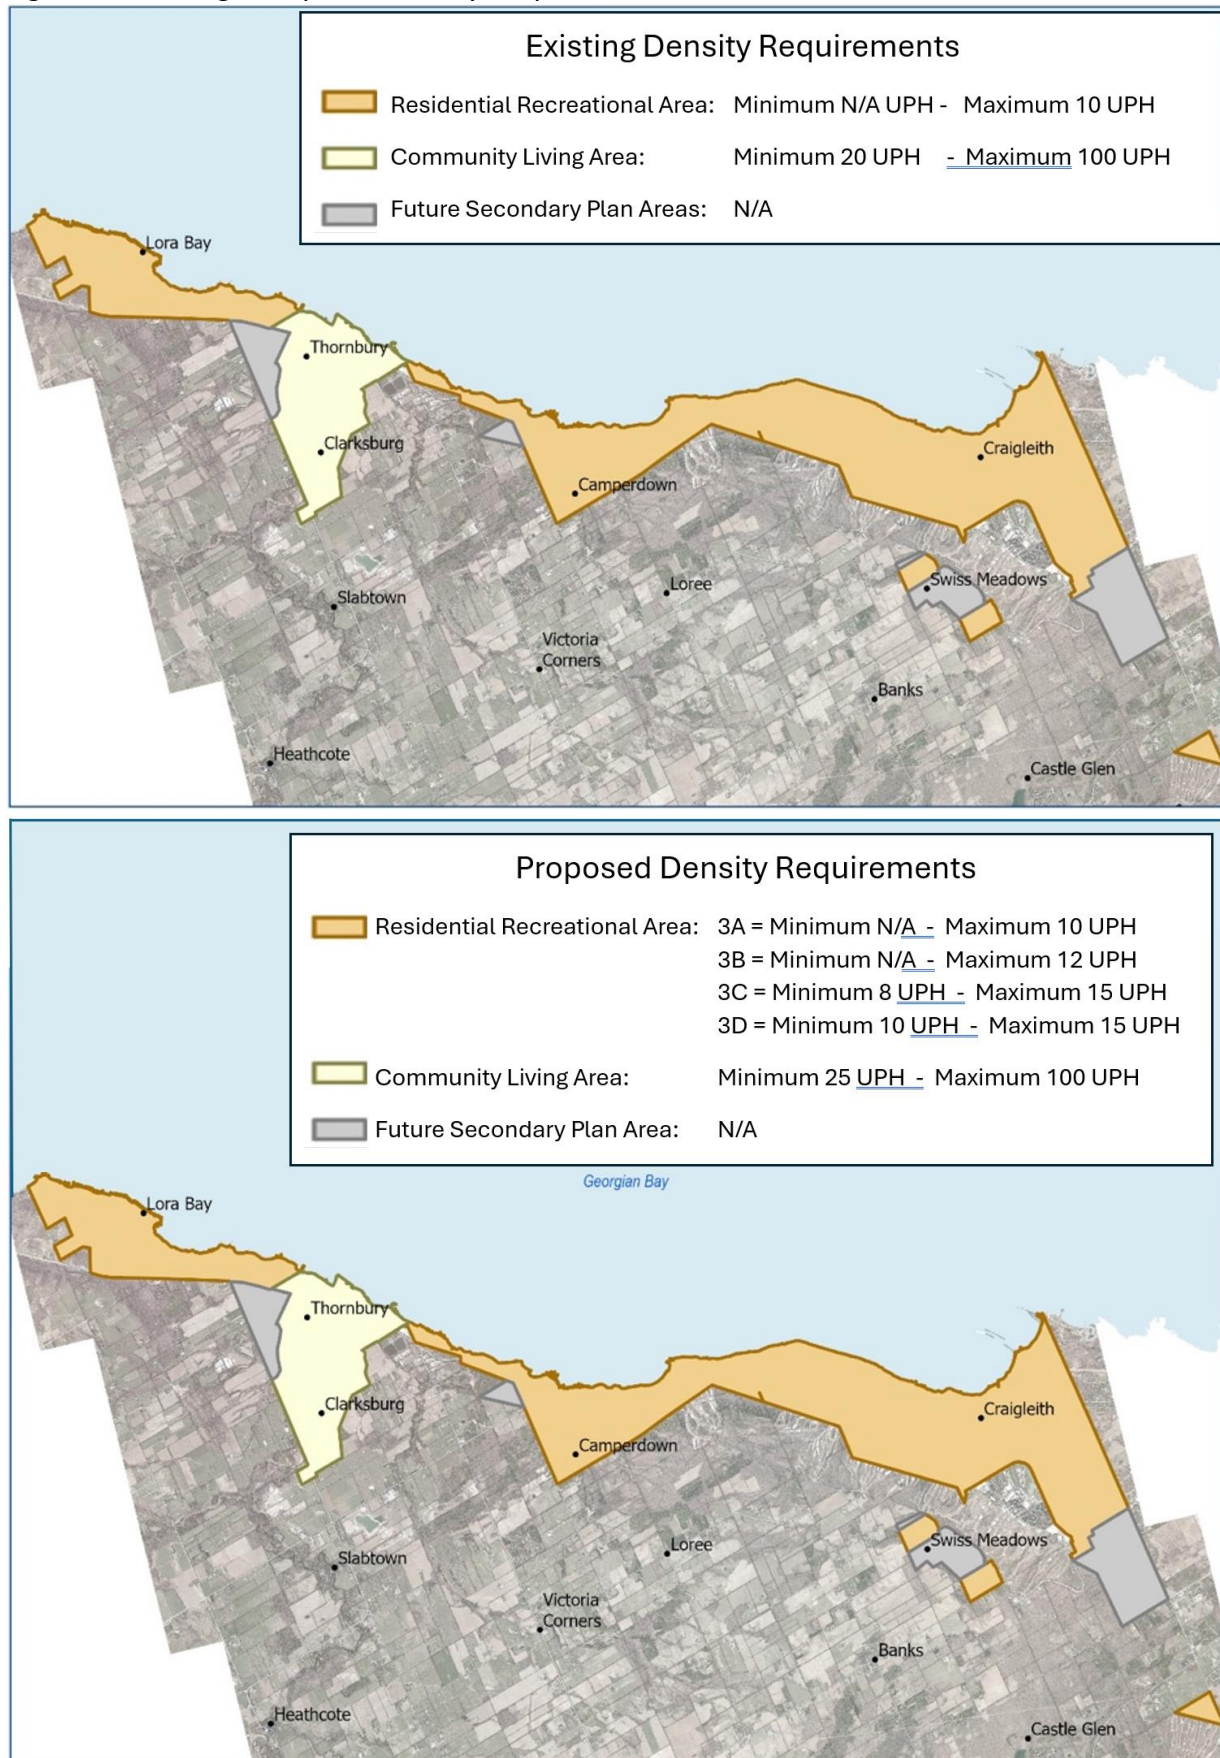 Existing Density Requirements
Residential Recreational Area: Minimum N/A UPH - Maximum 10 UPH
Community Living Area: Minimum 20 UPH - Maximum 100 UPH
Future Secondary Plan Areas: N/A
Lora Bay
Thornbury
Clarksburg
Craigleith
Camperdown
Swiss Meadows
Loree
Slabtown
Victoria
Corners
Banks
Heathcote
Castle Glen
Proposed Density Requirements
Residential Recreational Area: 3A = Minimum N/A - Maximum 10 UPH
3B = Minimum N/A - Maximum 12 UPH
3C = Minimum 8 UPH - Maximum 15 UPH
3D = Minimum 10 UPH - Maximum 15 UPH
Community Living Area: Minimum 25 UPH - Maximum 100 UPH
Future Secondary Plan Area: N/A
Georgian Bay
Lora Bay
Thornbury
Clarksburg
Craigleith
Camperdown
Swiss Meadows
Loree
Slabtown
Victoria
Corners
Banks
Heathcote
Castle Glen